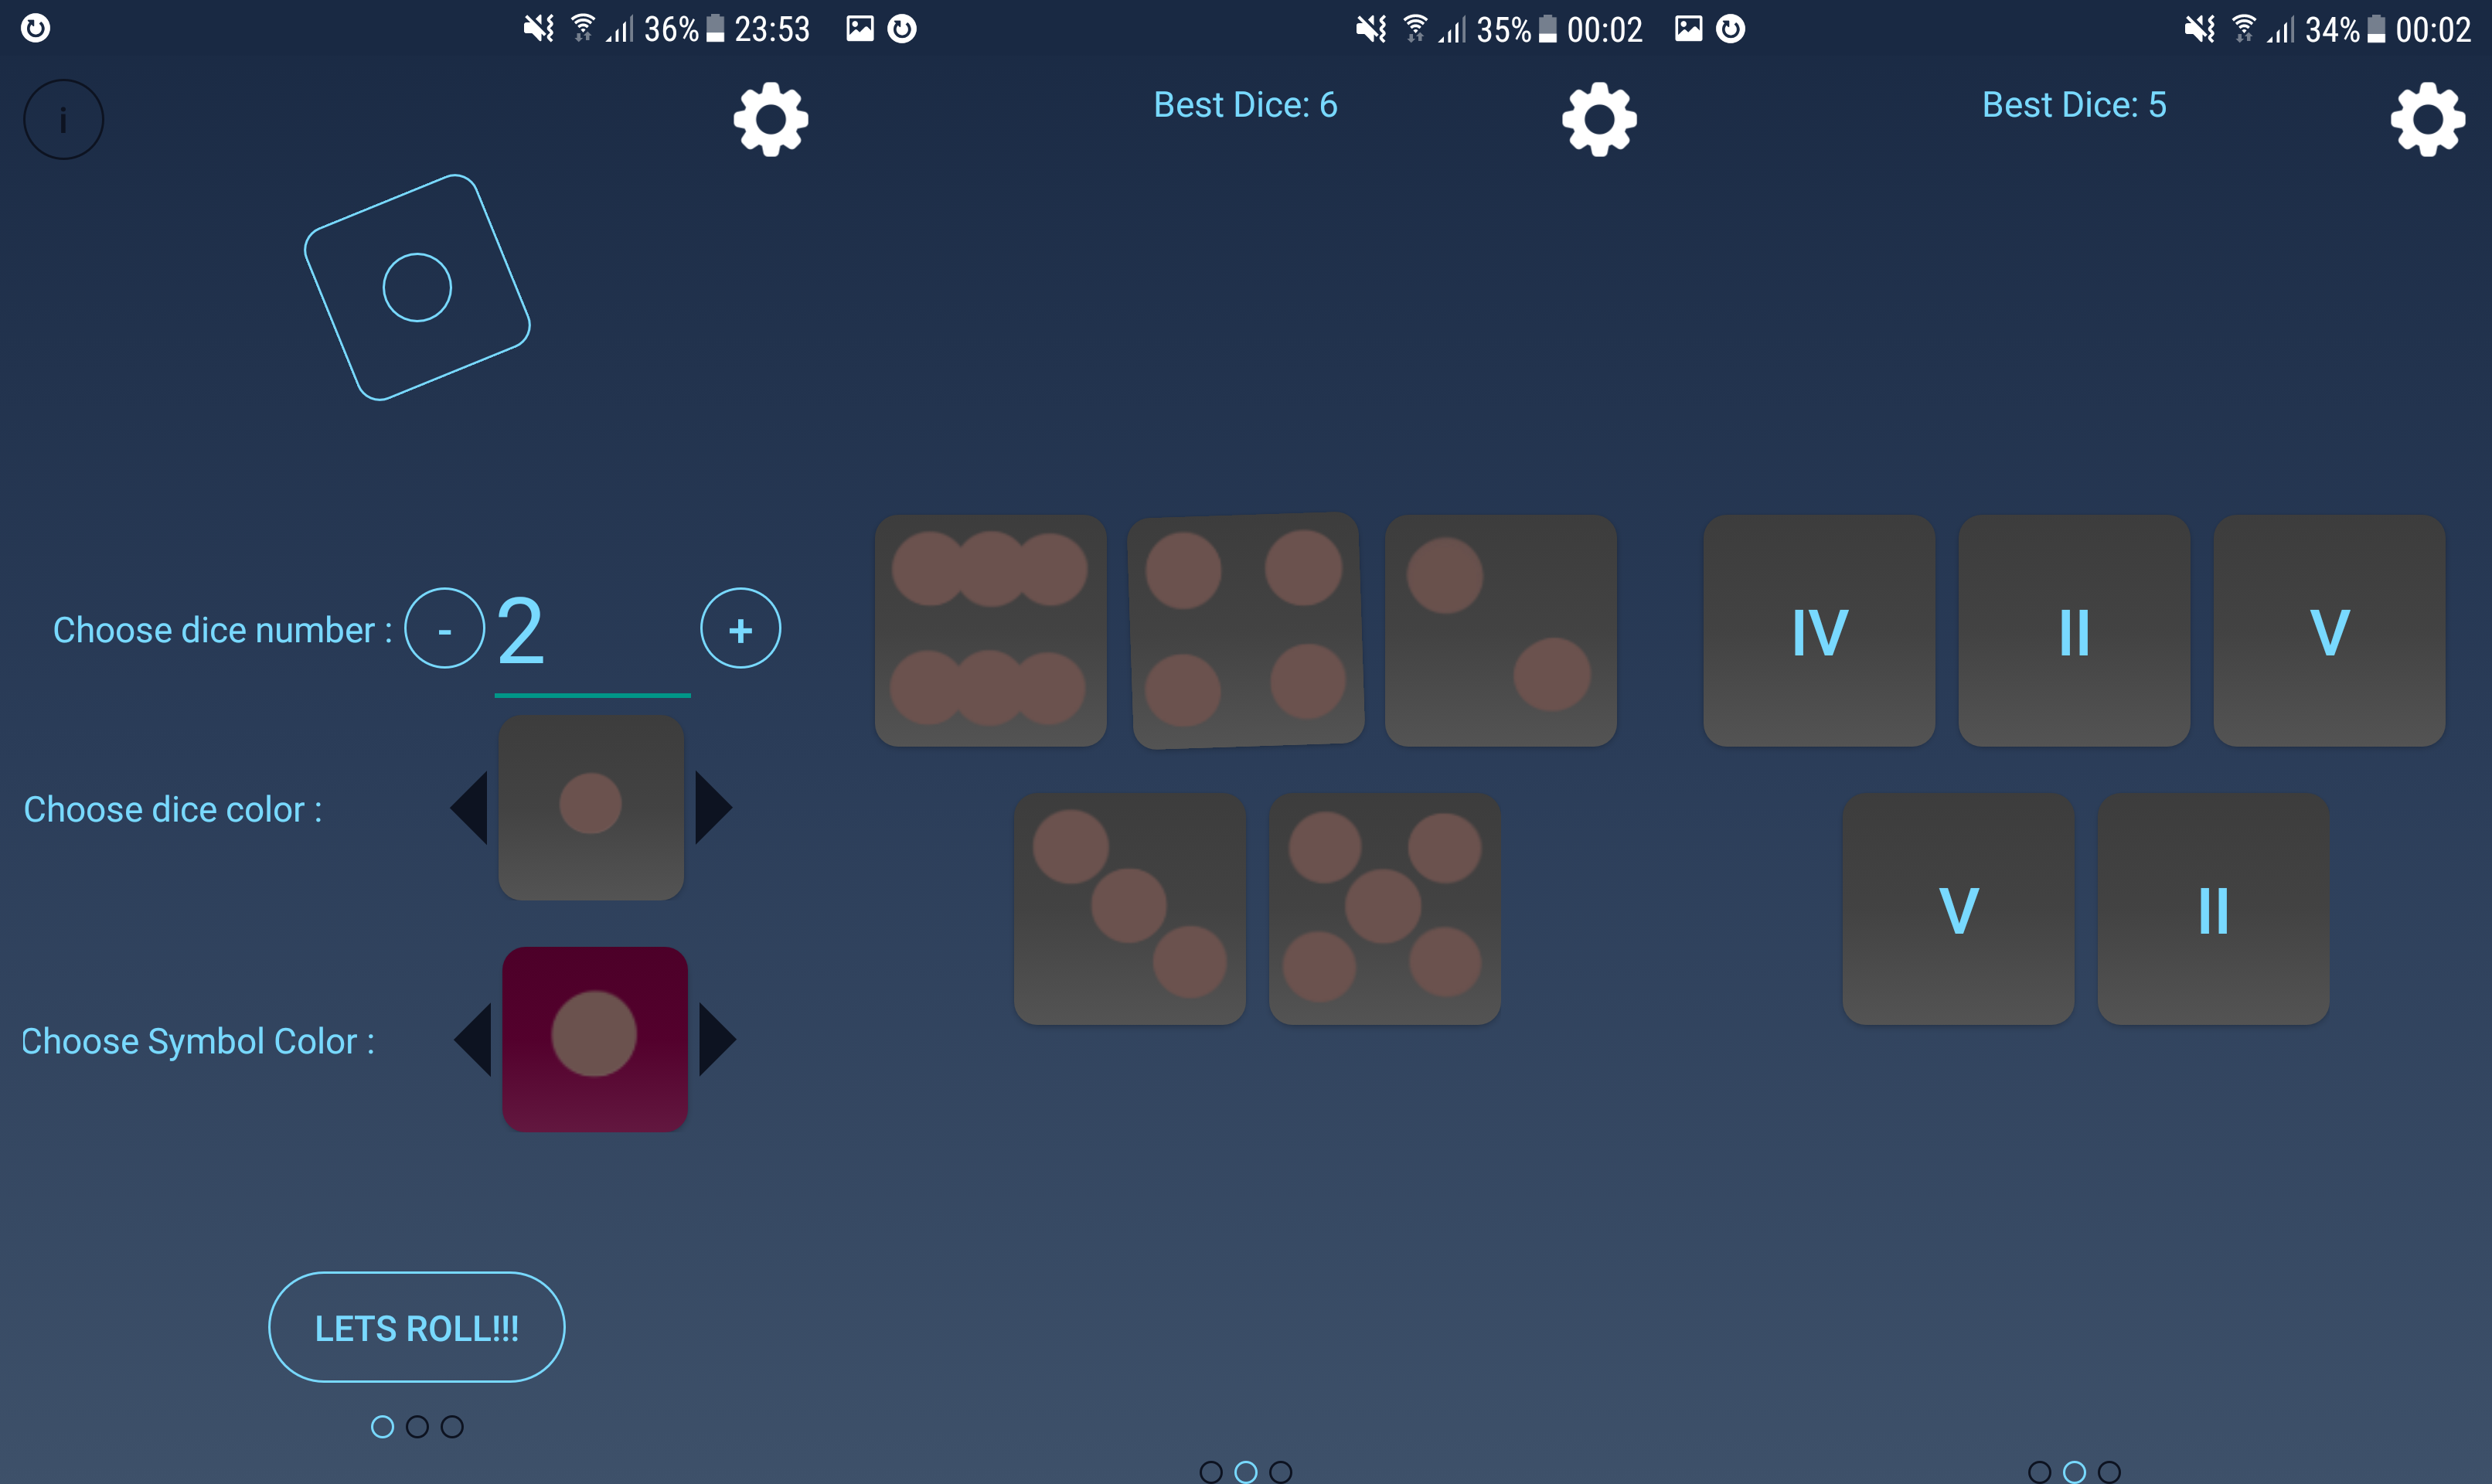 36% 23:53
i
Choose dice number : - 2 +
Choose dice color :
Choose Symbol Color :
LETS ROLL!!!
35% 00:02
Best Dice: 6
34% 00:02
Best Dice: 5
IV II V
V II